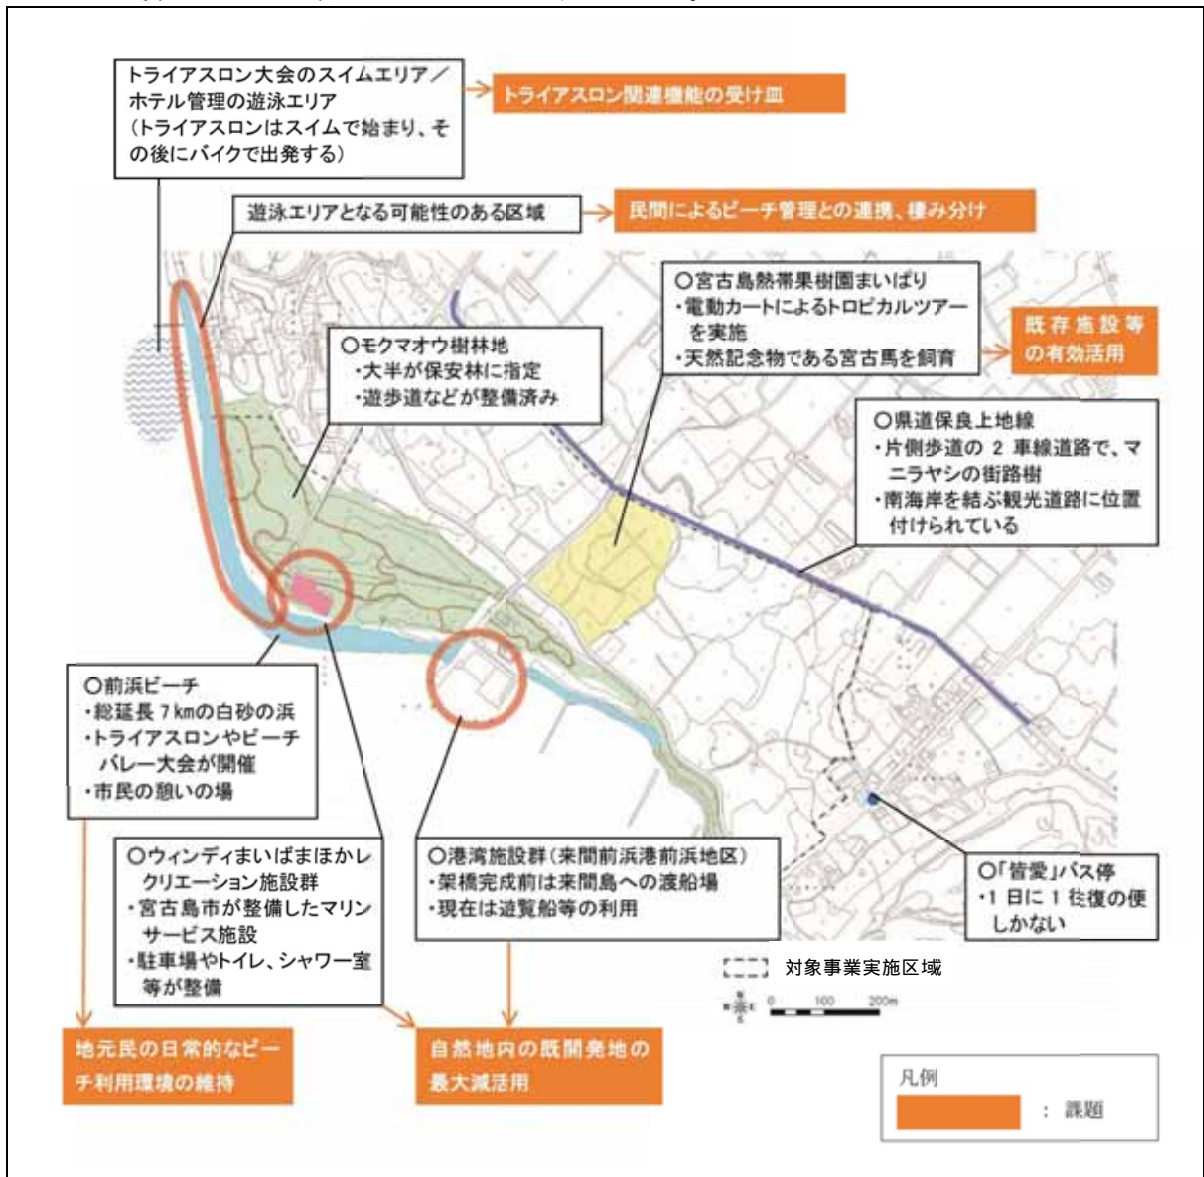 トライアスロン大会のスイムエリア／
ホテル管理の遊泳エリア
（トライアスロンはスイムで始まり、そ
の後にバイクで出発する）
トライアスロン関連機能の受け皿
遊泳エリアとなる可能性のある区域
民間によるビーチ管理との連携、棲み分け
〇宮古島熱帯果樹園まいぱり
・電動カートによるトロピカルツアー
を実施
・天然記念物である宮古馬を飼育
既存施設等
の有効活用
〇モクマオウ樹林地
・大半が保安林に指定
・遊歩道などが整備済み
〇県道保良上地線
・片側歩道の 2 車線道路で、マ
ニラヤシの街路樹
・南海岸を結ぶ観光道路に位置
付けられている
〇前浜ビーチ
・総延長 7 kmの白砂の浜
・トライアスロンやビーチ
バレー大会が開催
・市民の憩いの場
〇ウィンディまいばまほかレ
クリエーション施設群
・宮古島市が整備したマリン
サービス施設
・駐車場やトイレ、シャワー室
等が整備
〇港湾施設群（来間前浜港前浜地区）
・架橋完成前は来間島への渡船場
・現在は遊覧船等の利用
〇「皆愛」バス停
・1 日に 1 往復の便
しかない
対象事業実施区域
N
W E
S
0 100 200m
地元民の日常的なビー
チ利用環境の維持
自然地内の既開発地の
最大減活用
凡例
： 課題